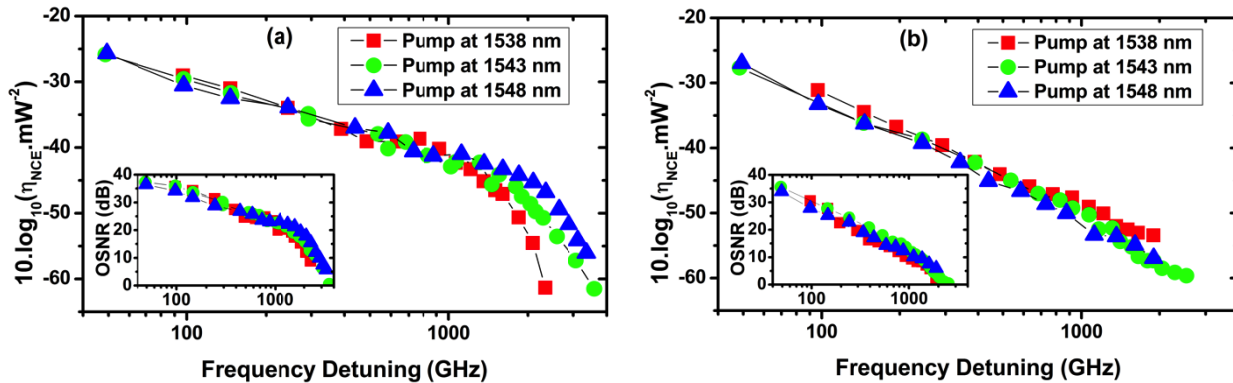 (a)
Pump at 1538 nm
Pump at 1543 nm
Pump at 1548 nm
10.log10(ηNCE.mW-2)
-20
-30
-40
-50
-60
OSNR (dB)
40
30
20
10
0
100
1000
100
1000
Frequency Detuning (GHz)
(b)
Pump at 1538 nm
Pump at 1543 nm
Pump at 1548 nm
10.log10(ηNCE.mW-2)
-20
-30
-40
-50
-60
OSNR (dB)
40
30
20
10
0
100
1000
100
1000
Frequency Detuning (GHz)